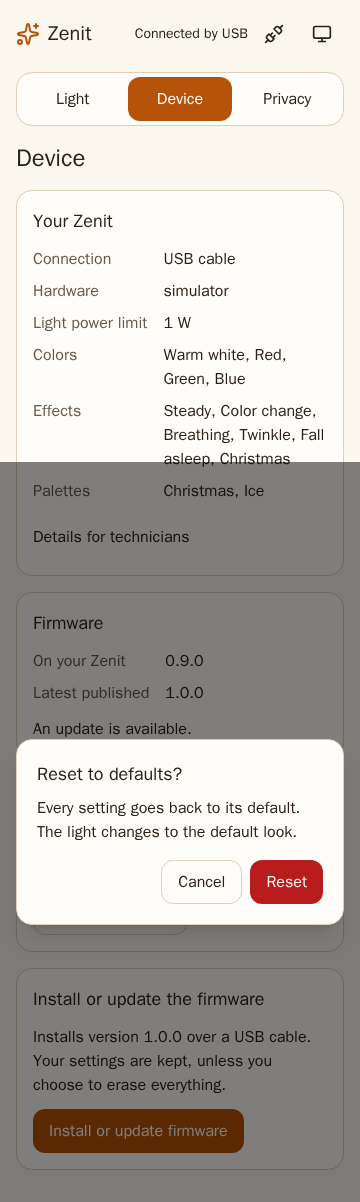 Zenit
Connected by USB
Light
Device
Privacy
Device
Your Zenit
Connection USB cable
Hardware simulator
Light power limit 1 W
Colors Warm white, Red,
Green, Blue
Effects Steady, Color change,
Breathing, Twinkle, Fall
asleep, Christmas
Palettes Christmas, Ice
Details for technicians
Firmware
On your Zenit 0.9.0
Latest published 1.0.0
An update is available.
Reset to defaults?
Every setting goes back to its default.
The light changes to the default look.
Cancel
Reset
Install or update the firmware
Installs version 1.0.0 over a USB cable.
Your settings are kept, unless you
choose to erase everything.
Install or update firmware